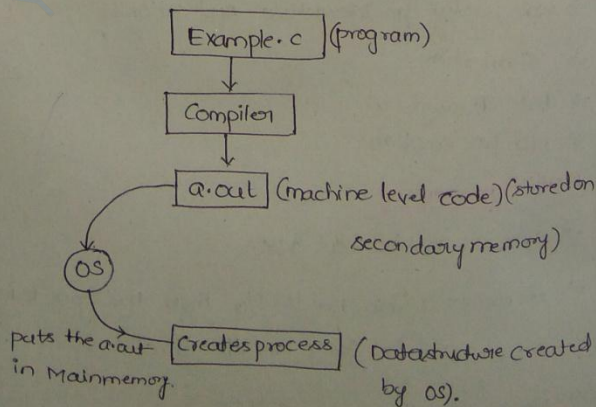 Example.c (program)
Compiler
a.out (machine level code) (stored on
secondary memory)
OS
puts the a.out
in Mainmemory.
Creates process (Datastructure created
by OS).